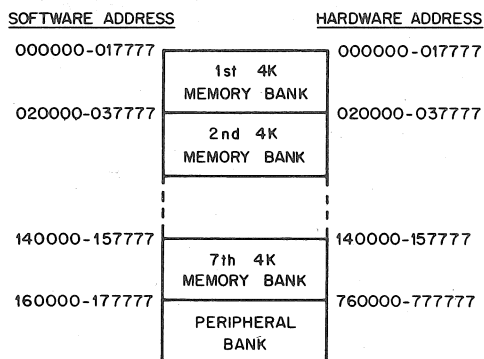 SOFTWARE ADDRESS HARDWARE ADDRESS
000000-017777 000000-017777
1st 4K
MEMORY BANK
020000-037777 020000-037777
2nd 4K
MEMORY BANK
140000-157777 140000-157777
7th 4K
MEMORY BANK
160000-177777 760000-777777
PERIPHERAL
BANK